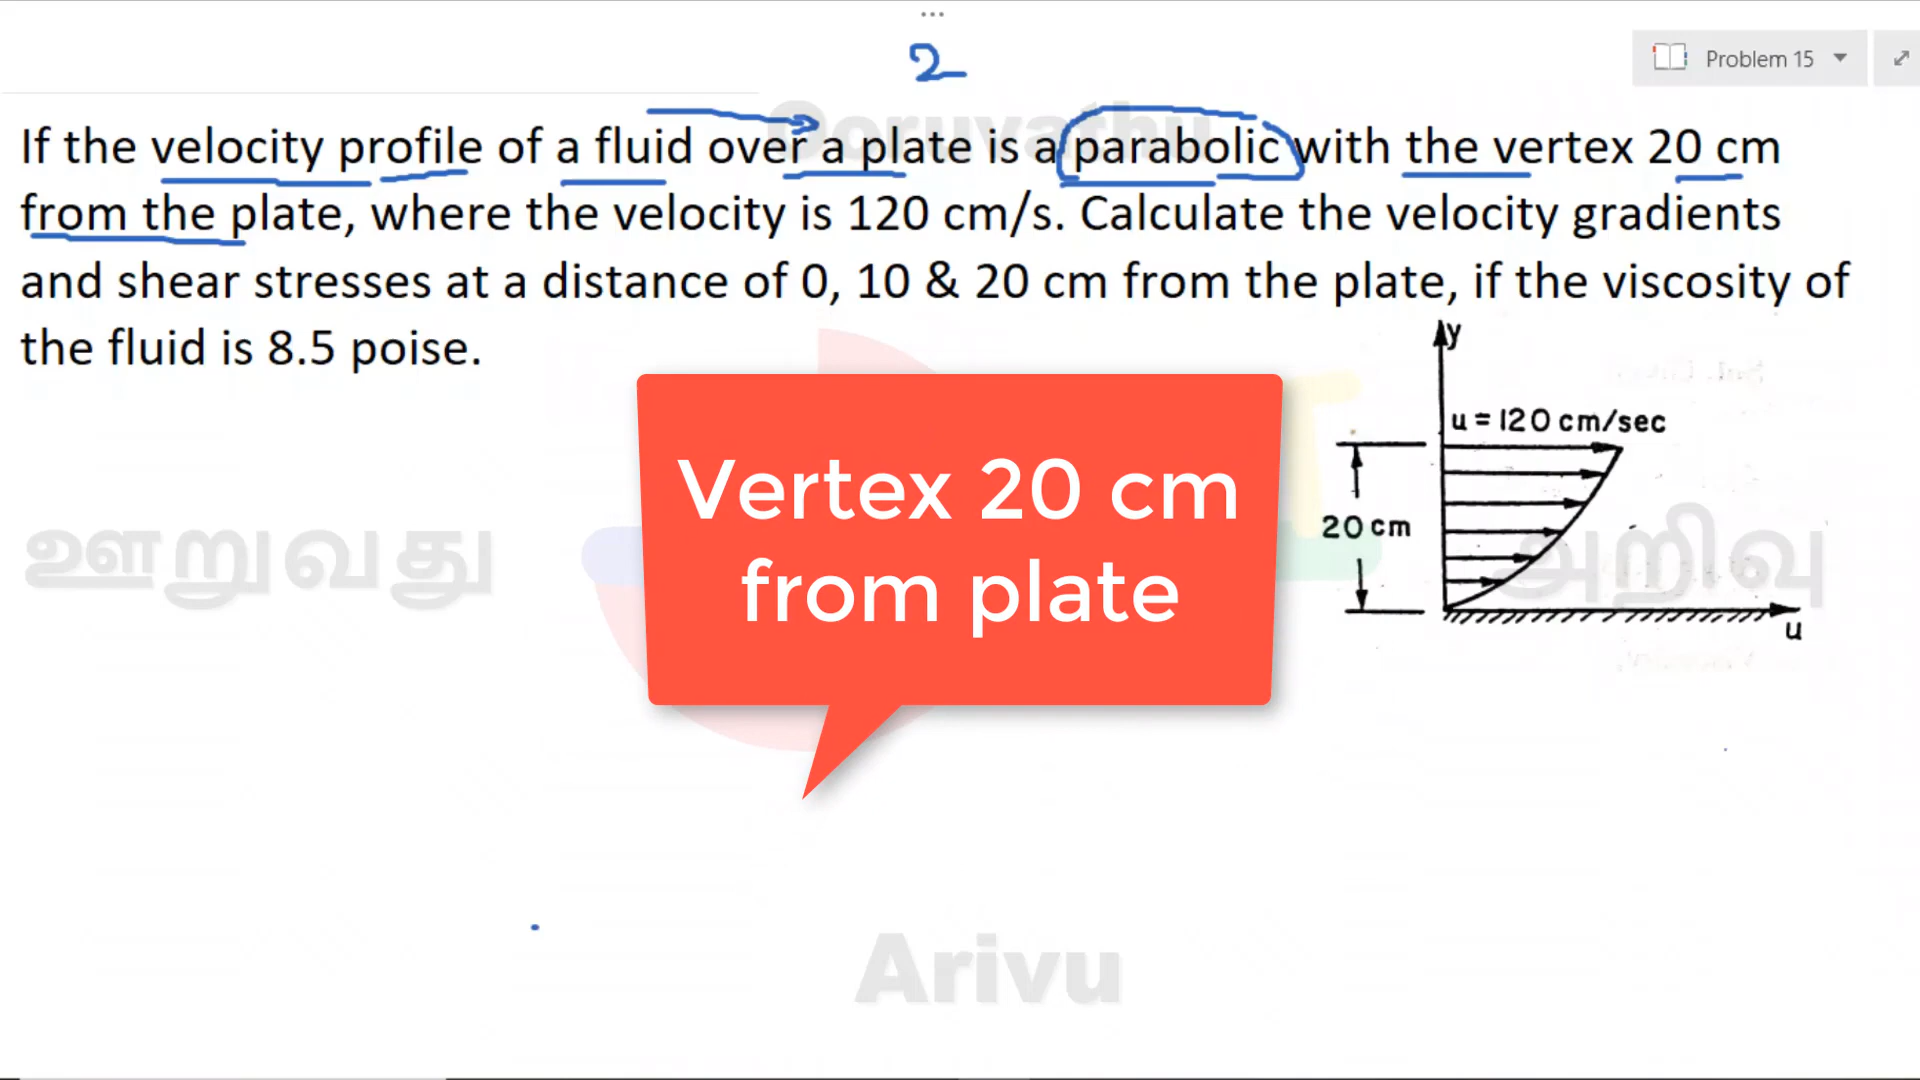 ...
2
Problem 15
Ooruvathu
If the velocity profile of a fluid over a plate is a parabolic with the vertex 20 cm
from the plate, where the velocity is 120 cm/s. Calculate the velocity gradients
and shear stresses at a distance of 0, 10 & 20 cm from the plate, if the viscosity of
the fluid is 8.5 poise.
y
u = 120 cm/sec
Vertex 20 cm
from plate
20 cm
ஊறுவது
அறிவு
u
Arivu